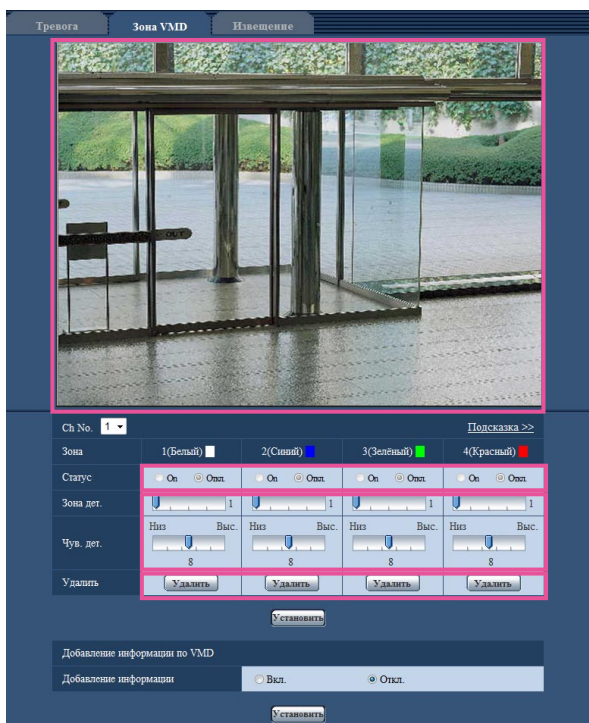 Тревога Зона VMD Извещение
OUT
Ch No. 1 Подсказка >>
Зона 1(Белый) 2(Синий) 3(Зелёный) 4(Красный)
Статус On Откл. On Откл. On Откл. On Откл.
Зона дет. 1 1 1 1
Низ Выс. Низ Выс. Низ Выс. Низ Выс.
Чув. дет.
8 8 8 8
Удалить Удалить Удалить Удалить Удалить
Установить
Добавление информации по VMD
Добавление информации Вкл. Откл.
Установить